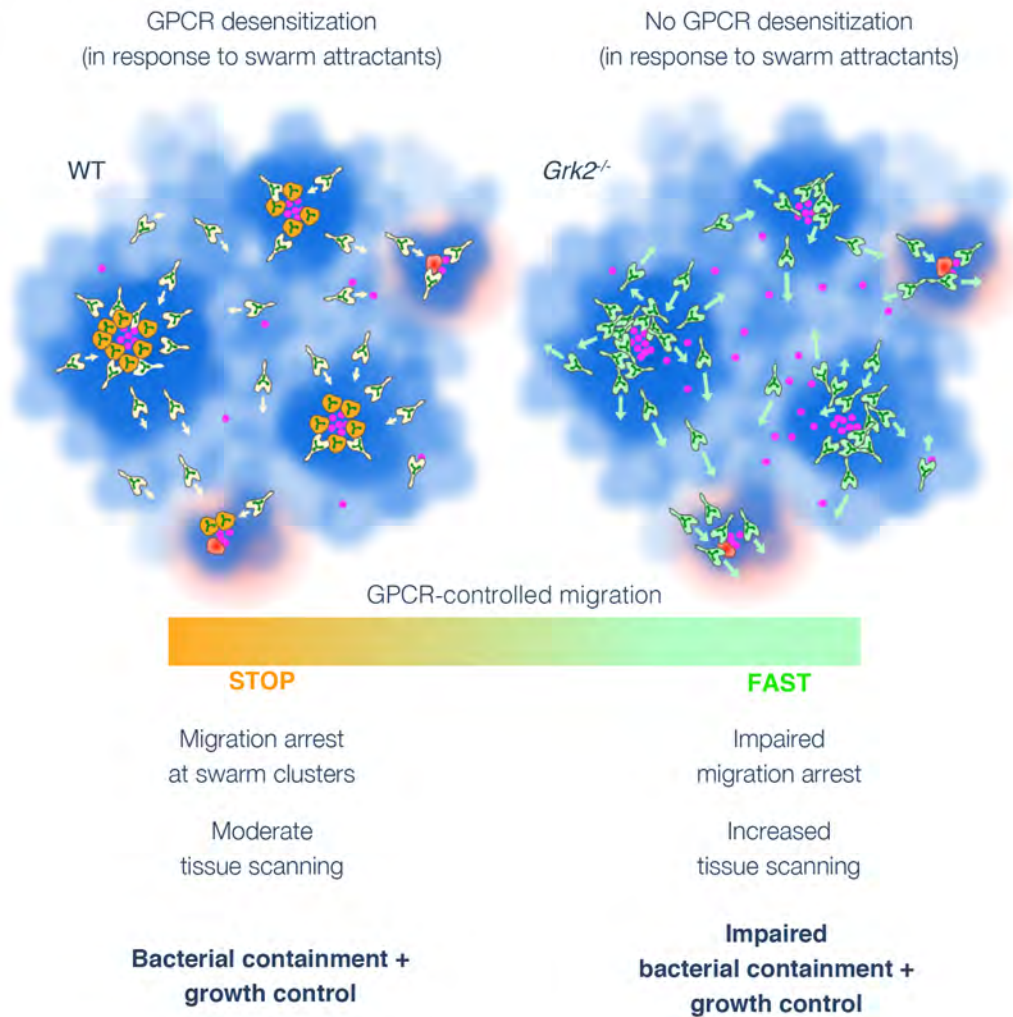 GPCR desensitization
(in response to swarm attractants)
No GPCR desensitization
(in response to swarm attractants)
WT
Grk2-/-
GPCR-controlled migration
STOP
FAST
Migration arrest
at swarm clusters
Impaired
migration arrest
Moderate
tissue scanning
Increased
tissue scanning
Bacterial containment +
growth control
Impaired
bacterial containment +
growth control